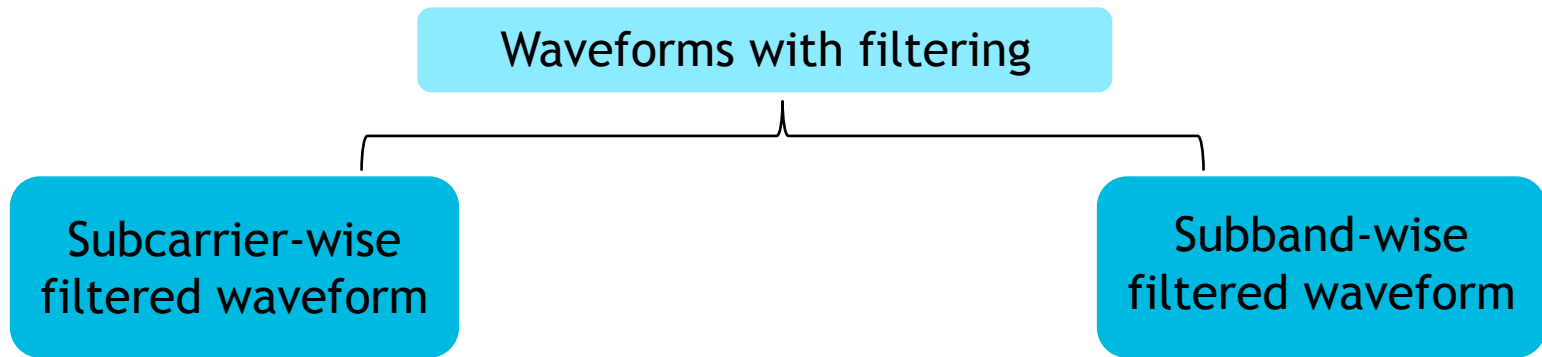 Waveforms with filtering
Subcarrier-wise
filtered waveform
Subband-wise
filtered waveform